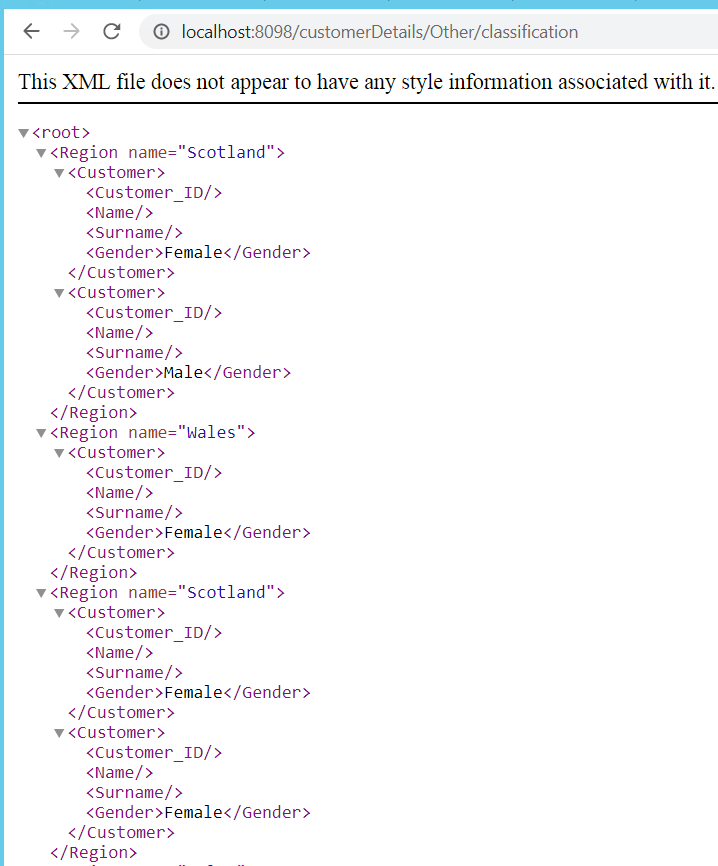 localhost:8098/customerDetails/Other/classification
This XML file does not appear to have any style information associated with it.
<root>
<Region name="Scotland">
<Customer>
<Customer_ID/>
<Name/>
<Surname/>
<Gender>Female</Gender>
</Customer>
<Customer>
<Customer_ID/>
<Name/>
<Surname/>
<Gender>Male</Gender>
</Customer>
</Region>
<Region name="Wales">
<Customer>
<Customer_ID/>
<Name/>
<Surname/>
<Gender>Female</Gender>
</Customer>
</Region>
<Region name="Scotland">
<Customer>
<Customer_ID/>
<Name/>
<Surname/>
<Gender>Female</Gender>
</Customer>
<Customer>
<Customer_ID/>
<Name/>
<Surname/>
<Gender>Female</Gender>
</Customer>
</Region>